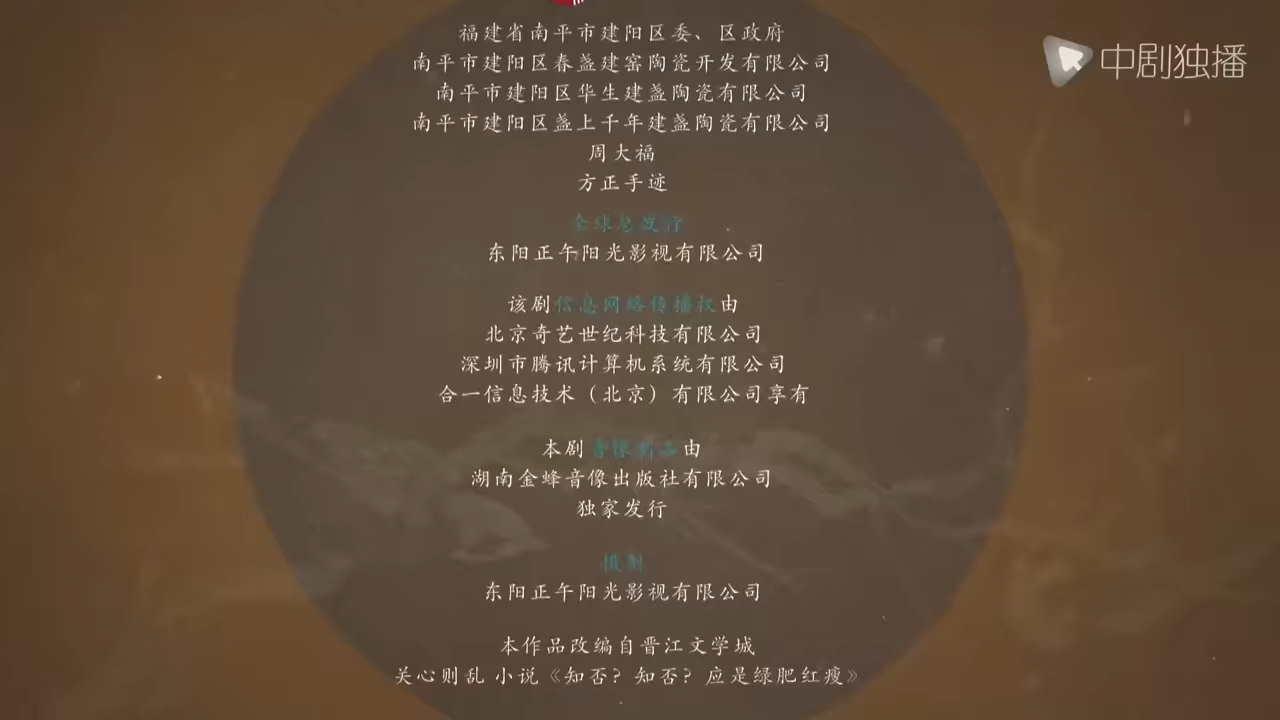 福建省南平市建阳区委、区政府
中剧独播
南平市建阳区春盏建窑陶瓷开发有限公司
南平市建阳区华生建盏陶瓷有限公司
南平市建阳区盏上千年建盏陶瓷有限公司
周大福
方正手迹
全球总发行
东阳正午阳光影视有限公司
该剧信息网络传播权由
北京奇艺世纪科技有限公司
深圳市腾讯计算机系统有限公司
合一信息技术（北京）有限公司享有
本剧音像制品由
湖南金蜂音像出版社有限公司
独家发行
摄制
东阳正午阳光影视有限公司
本作品改编自晋江文学城
关心则乱 小说《知否？知否？应是绿肥红瘦》